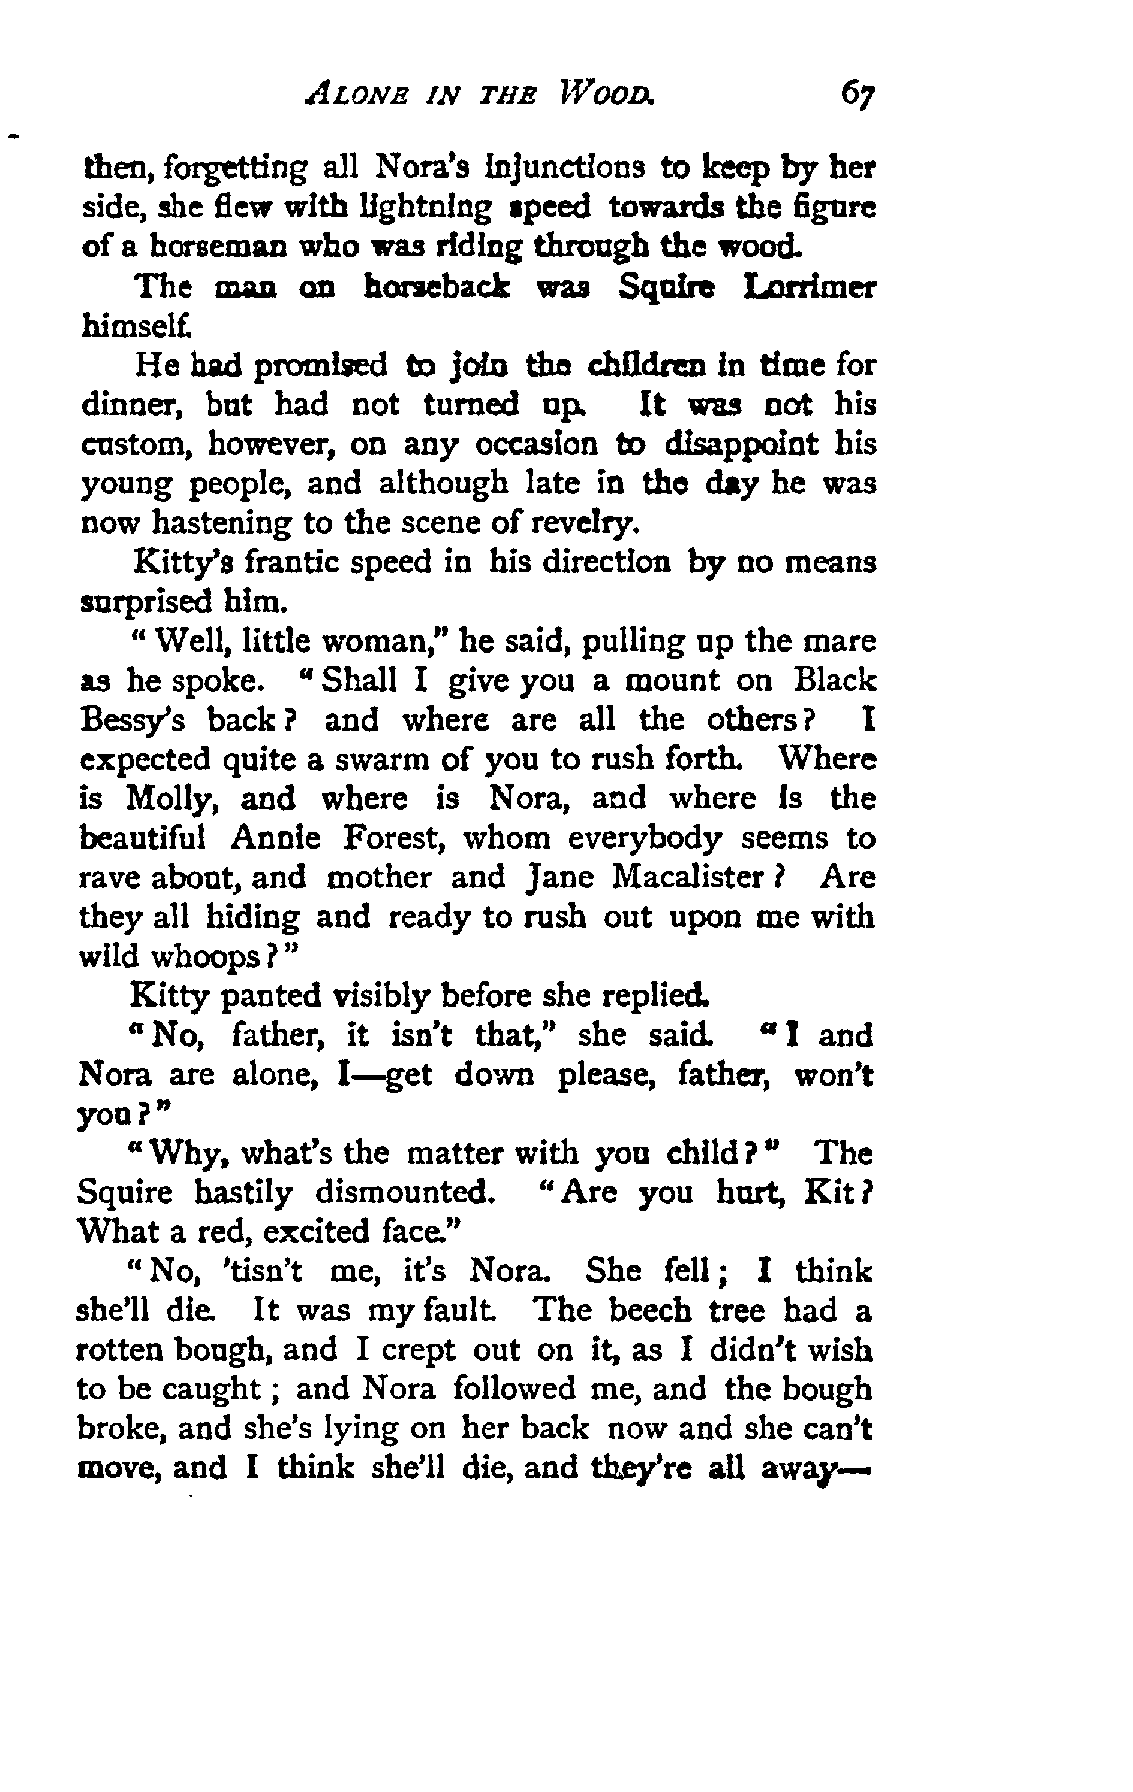 ALONE IN THE WOOD. 67
then, forgetting all Nora's injunctions to keep by her
side, she flew with lightning speed towards the figure
of a horseman who was riding through the wood.
The man on horseback was Squire Lorrimer
himself.
He had promised to join the children in time for
dinner, but had not turned up. It was not his
custom, however, on any occasion to disappoint his
young people, and although late in the day he was
now hastening to the scene of revelry.
Kitty's frantic speed in his direction by no means
surprised him.
"Well, little woman," he said, pulling up the mare
as he spoke. "Shall I give you a mount on Black
Bessy's back? and where are all the others? I
expected quite a swarm of you to rush forth. Where
is Molly, and where is Nora, and where is the
beautiful Annie Forest, whom everybody seems to
rave about, and mother and Jane Macalister? Are
they all hiding and ready to rush out upon me with
wild whoops?"
Kitty panted visibly before she replied.
"No, father, it isn't that," she said. "I and
Nora are alone, I—get down please, father, won't
you?"
"Why, what's the matter with you child?" The
Squire hastily dismounted. "Are you hurt, Kit?
What a red, excited face."
"No, 'tisn't me, it's Nora. She fell; I think
she'll die. It was my fault. The beech tree had a
rotten bough, and I crept out on it, as I didn't wish
to be caught; and Nora followed me, and the bough
broke, and she's lying on her back now and she can't
move, and I think she'll die, and they're all away—